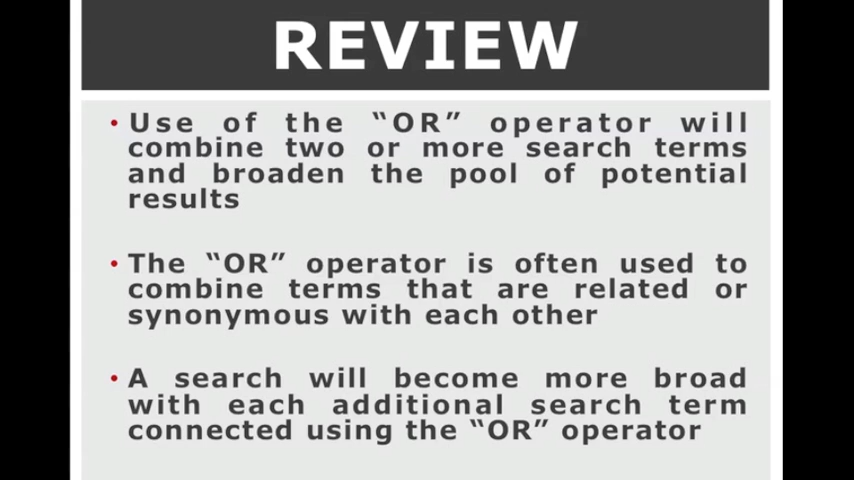 REVIEW
• Use of the “OR” operator will
combine two or more search terms
and broaden the pool of potential
results
• The “OR” operator is often used to
combine terms that are related or
synonymous with each other
• A search will become more broad
with each additional search term
connected using the “OR” operator